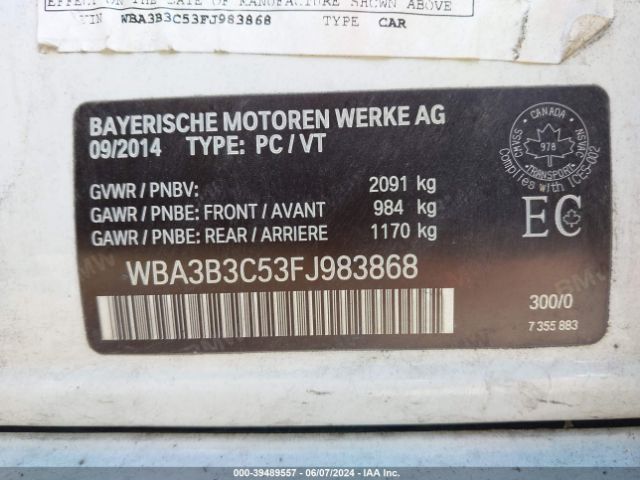 EFFECT ON THE DATE OF MANUFACTURE SHOWN ABOVE
VIN WBA3B3C53FJ983868 TYPE CAR
BAYERISCHE MOTOREN WERKE AG
09/2014 TYPE: PC / VT
GVWR / PNBV: 2091 kg
GAWR / PNBE: FRONT / AVANT 984 kg
GAWR / PNBE: REAR / ARRIERE 1170 kg
CANADA
CMVSS NSVAC
978
TRANSPORT
Complies with ICES-002
EC
WBA3B3C53FJ983868
300/0
7 355 883
000-39489557 - 06/07/2024 - IAA Inc.